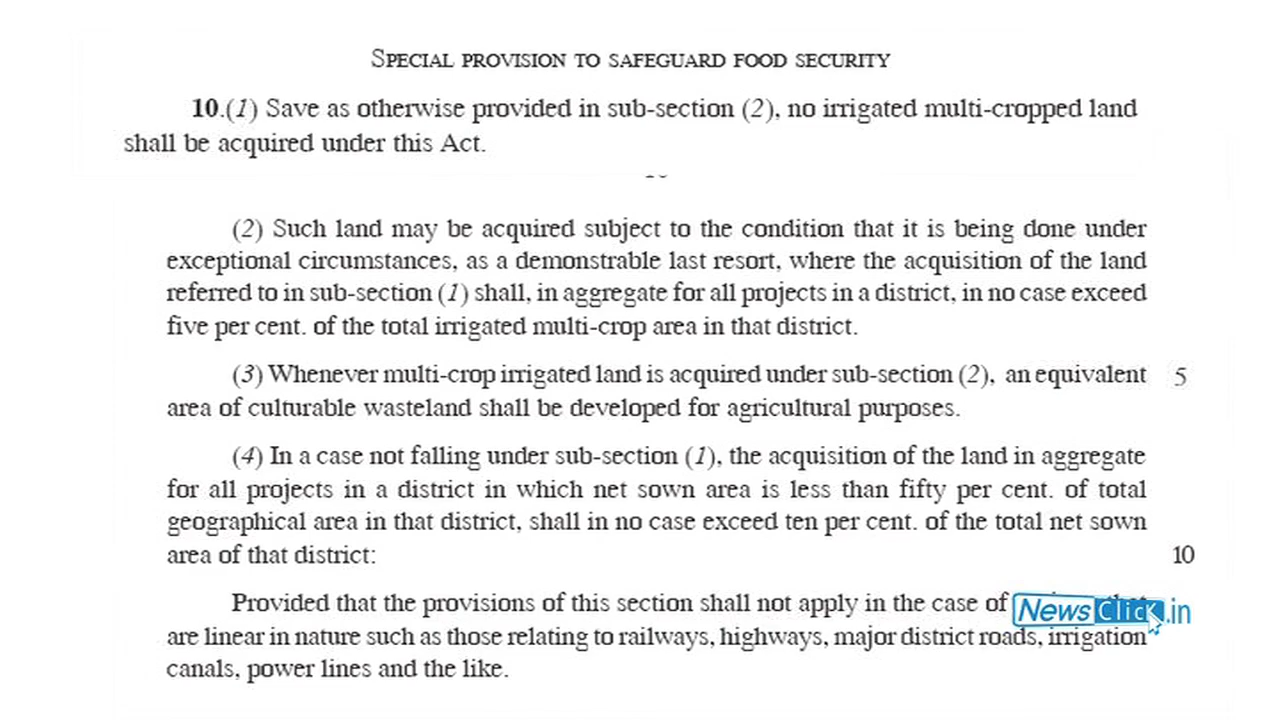 SPECIAL PROVISION TO SAFEGUARD FOOD SECURITY
10.(1) Save as otherwise provided in sub-section (2), no irrigated multi-cropped land
shall be acquired under this Act.
(2) Such land may be acquired subject to the condition that it is being done under
exceptional circumstances, as a demonstrable last resort, where the acquisition of the land
referred to in sub-section (1) shall, in aggregate for all projects in a district, in no case exceed
five per cent. of the total irrigated multi-crop area in that district.
(3) Whenever multi-crop irrigated land is acquired under sub-section (2), an equivalent 5
area of culturable wasteland shall be developed for agricultural purposes.
(4) In a case not falling under sub-section (1), the acquisition of the land in aggregate
for all projects in a district in which net sown area is less than fifty per cent. of total
geographical area in that district, shall in no case exceed ten per cent. of the total net sown
area of that district: 10
Provided that the provisions of this section shall not apply in the case of
NewsClick.in
are linear in nature such as those relating to railways, highways, major district roads, irrigation
canals, power lines and the like.